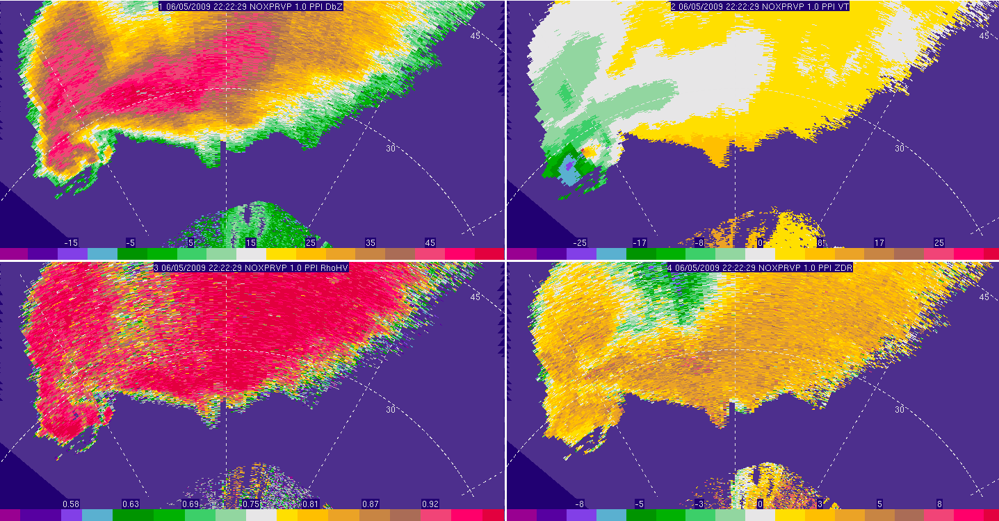 1 06/05/2009 22:22:29 NOXPRVP 1.0 PPI DbZ
45
30
-15 -5 5 15 25 35 45
2 06/05/2009 22:22:29 NOXPRVP 1.0 PPI VT
45
30
-25 -17 -8 0 8 17 25
3 06/05/2009 22:22:29 NOXPRVP 1.0 PPI RhoHV
45
30
0.58 0.63 0.69 0.75 0.81 0.87 0.92
4 06/05/2009 22:22:29 NOXPRVP 1.0 PPI ZDR
45
30
-8 -5 -3 0 3 5 8